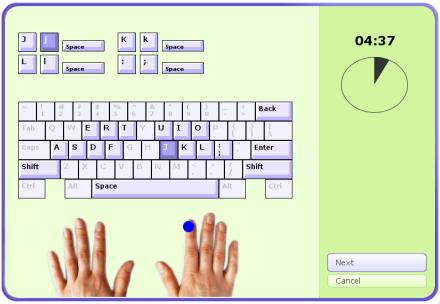 J j Space K k Space
04:37
L l Space : ; Space
~ 1 @ 2 # 3 $ 4 % 5 ^ 6 & 7 * 8 ( 9 ) 0 _ - + = Back
Tab Q W E R T Y U I O P { [ } ] | \
Caps A S D F G H J K L : ; Enter
Shift Z X C V B N M < , > . ? / Shift
Ctrl Alt Space Alt Ctrl
Next
Cancel